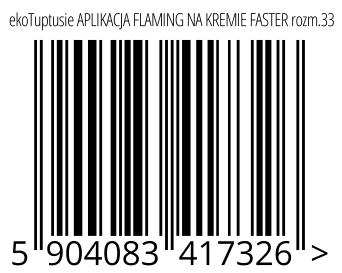 ekoTuptusie APLIKACJA FLAMING NA KREMIE FASTER rozm.33
5 904083 417326 >